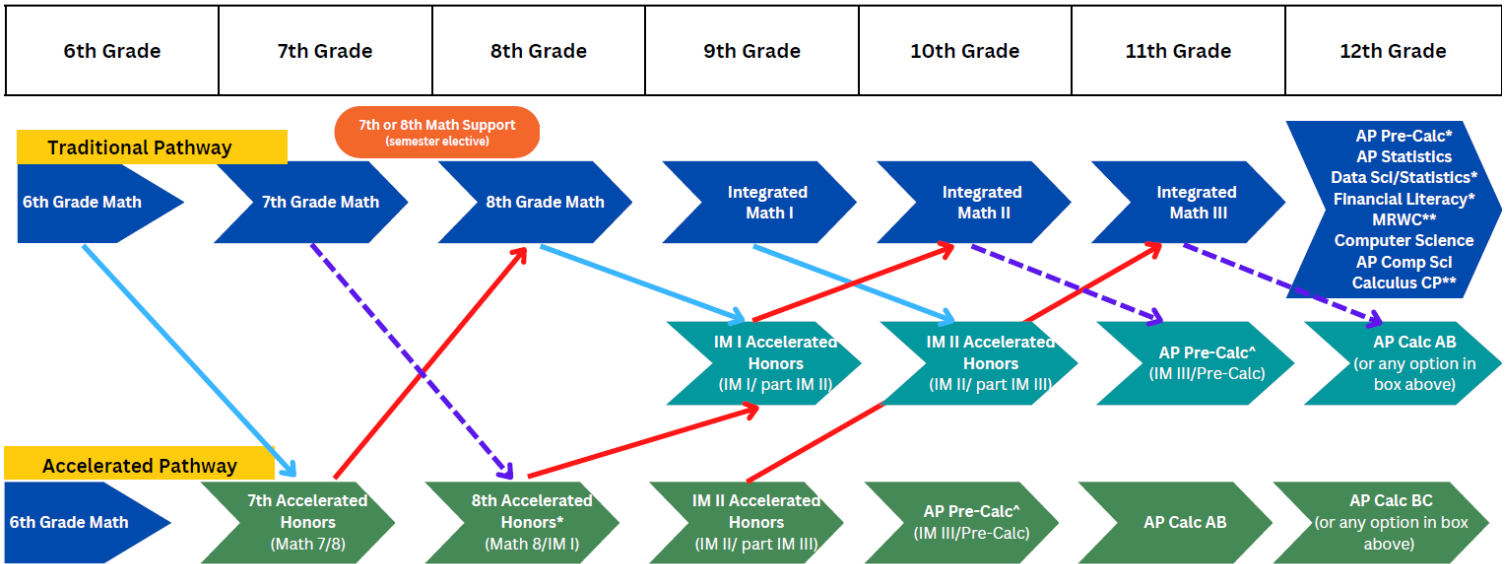 6th Grade
7th Grade
8th Grade
9th Grade
10th Grade
11th Grade
12th Grade
7th or 8th Math Support
(semester elective)
Traditional Pathway
6th Grade Math
7th Grade Math
8th Grade Math
Integrated
Math I
Integrated
Math II
Integrated
Math III
AP Pre-Calc*
AP Statistics
Data Sci/Statistics*
Financial Literacy*
MRWC**
Computer Science
AP Comp Sci
Calculus CP**
IM I Accelerated
Honors
(IM I/ part IM II)
IM II Accelerated
Honors
(IM II/ part IM III)
AP Pre-Calc^
(IM III/Pre-Calc)
AP Calc AB
(or any option in
box above)
Accelerated Pathway
6th Grade Math
7th Accelerated
Honors
(Math 7/8)
8th Accelerated
Honors*
(Math 8/IM I)
IM II Accelerated
Honors
(IM II/ part IM III)
AP Pre-Calc^
(IM III/Pre-Calc)
AP Calc AB
AP Calc BC
(or any option in box
above)